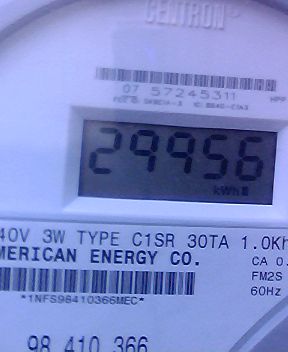 CENTRON
07 57245311
29956
kWh
40V 3W TYPE C1SR 30TA 1.0Kh
MERICAN ENERGY CO.
CA 0.
FM2S
60Hz
*1NFS98410366MEC*
98 410 366